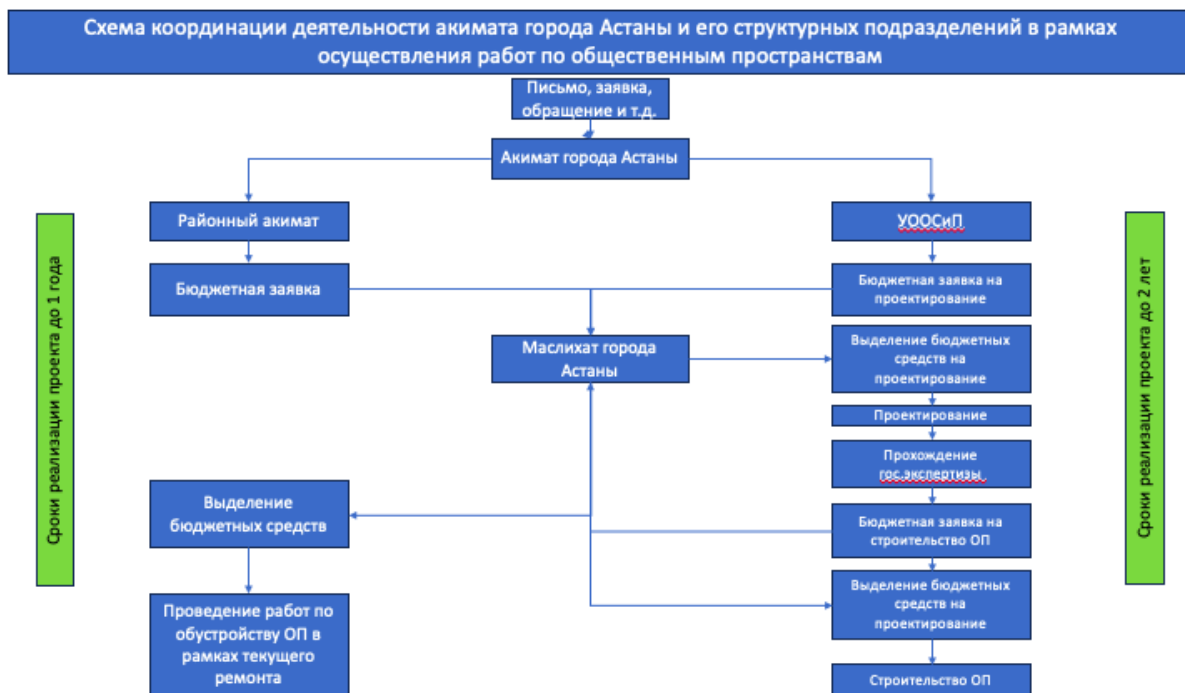 Схема координации деятельности акимата города Астаны и его структурных подразделений в рамках
осуществления работ по общественным пространствам
Письмо, заявка,
обращение и т.д.
Акимат города Астаны
Районный акимат
УООСиП
Бюджетная заявка
Бюджетная заявка на
проектирование
Маслихат города
Астаны
Выделение бюджетных
средств на
проектирование
Проектирование
Прохождение
гос.экспертизы
Выделение
бюджетных средств
Бюджетная заявка на
строительство ОП
Выделение бюджетных
средств на
проектирование
Проведение работ по
обустройству ОП в
рамках текущего
ремонта
Строительство ОП
Сроки реализации проекта до 1 года
Сроки реализации проекта до 2 лет